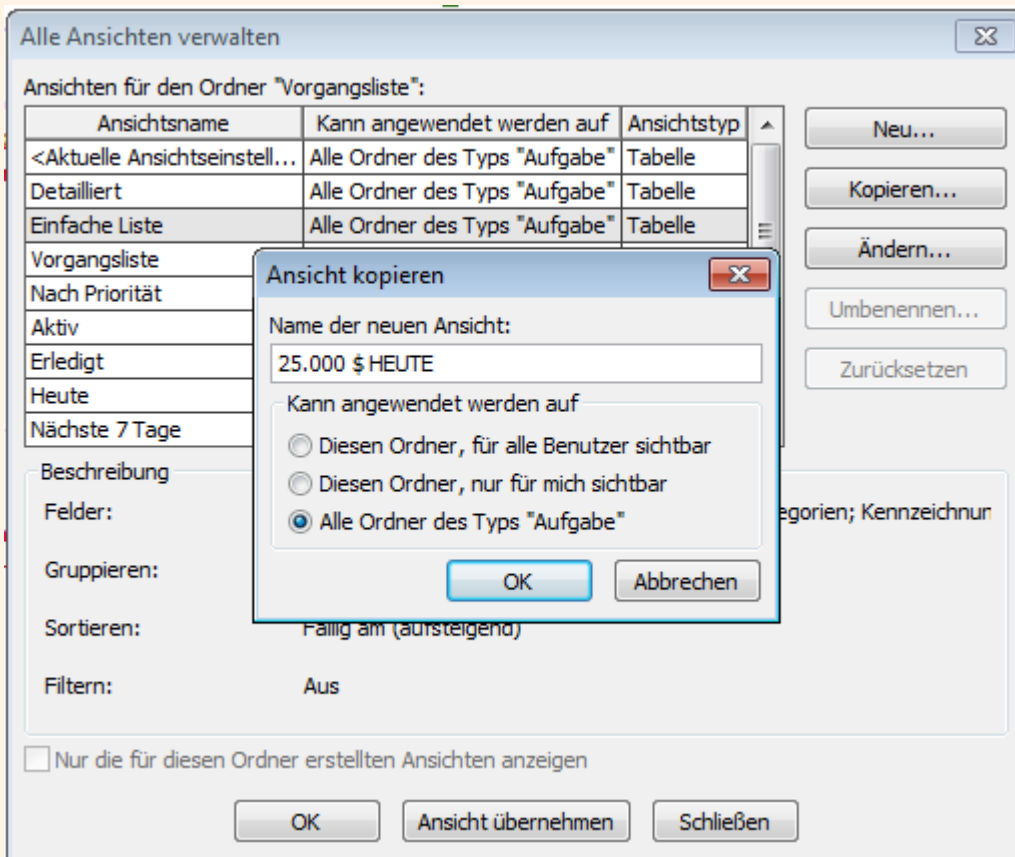 Alle Ansichten verwalten
Ansichten für den Ordner "Vorgangsliste":
Ansichtsname Kann angewendet werden auf Ansichtstyp
<Aktuelle Ansichtseinstell... Alle Ordner des Typs "Aufgabe" Tabelle
Detailliert Alle Ordner des Typs "Aufgabe" Tabelle
Einfache Liste Alle Ordner des Typs "Aufgabe" Tabelle
Vorgangsliste
Nach Priorität
Aktiv
Erledigt
Heute
Nächste 7 Tage
Neu...
Kopieren...
Ändern...
Umbenennen...
Zurücksetzen
Ansicht kopieren
Name der neuen Ansicht:
25.000 $ HEUTE
Kann angewendet werden auf
Diesen Ordner, für alle Benutzer sichtbar
Diesen Ordner, nur für mich sichtbar
Alle Ordner des Typs "Aufgabe"
OK Abbrechen
Beschreibung
Felder: Kennzeichnun
Gruppieren:
Sortieren: Fällig am (aufsteigend)
Filtern: Aus
Nur die für diesen Ordner erstellten Ansichten anzeigen
OK Ansicht übernehmen Schließen